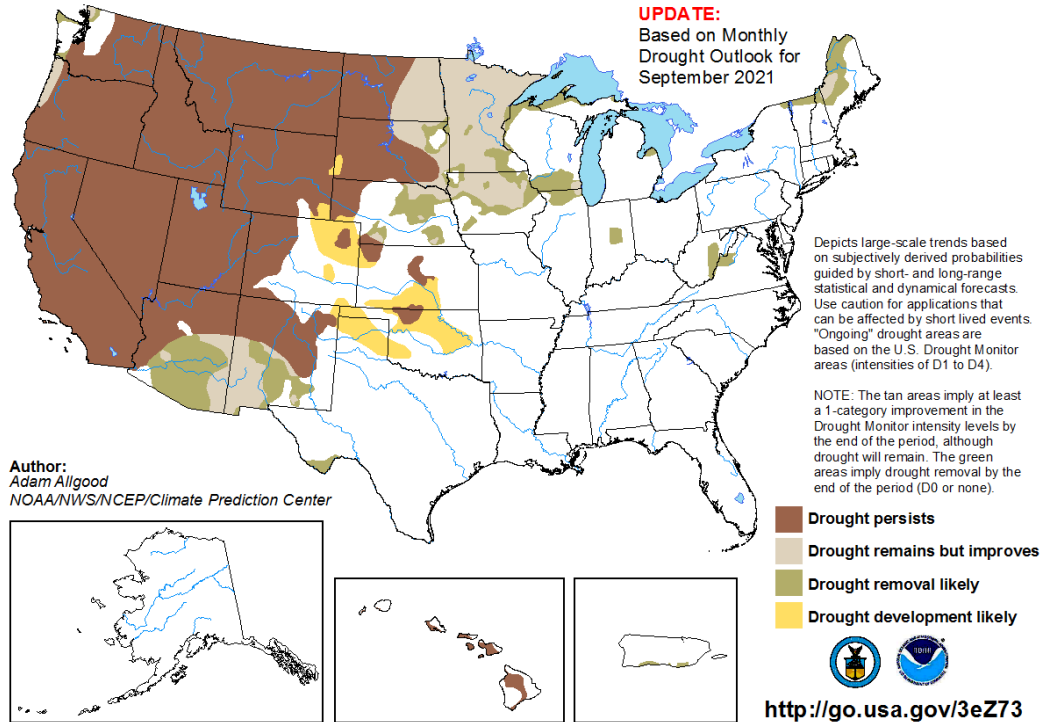 UPDATE:
Based on Monthly
Drought Outlook for
September 2021
Depicts large-scale trends based
on subjectively derived probabilities
guided by short- and long-range
statistical and dynamical forecasts.
Use caution for applications that
can be affected by short lived events.
"Ongoing" drought areas are
based on the U.S. Drought Monitor
areas (intensities of D1 to D4).
NOTE: The tan areas imply at least
a 1-category improvement in the
Drought Monitor intensity levels by
the end of the period, although
drought will remain. The green
areas imply drought removal by the
end of the period (D0 or none).
Author:
Adam Allgood
NOAA/NWS/NCEP/Climate Prediction Center
Drought persists
Drought remains but improves
Drought removal likely
Drought development likely
http://go.usa.gov/3eZ73